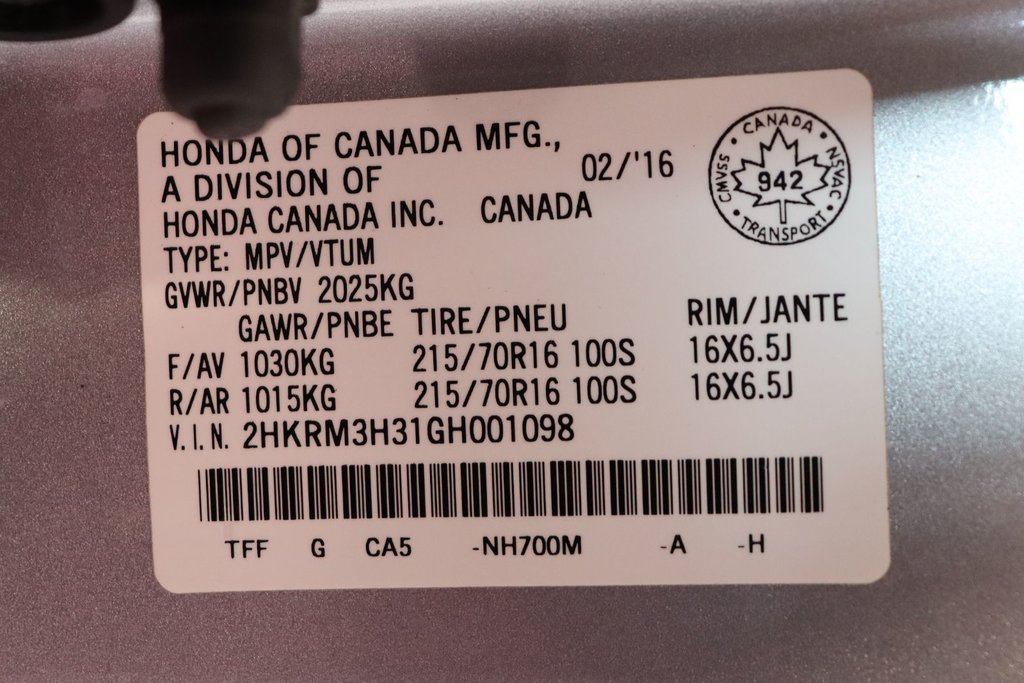 HONDA OF CANADA MFG.,
A DIVISION OF 02/'16
HONDA CANADA INC. CANADA
TYPE: MPV/VTUM
GVWR/PNBV 2025KG
GAWR/PNBE TIRE/PNEU RIM/JANTE
F/AV 1030KG 215/70R16 100S 16X6.5J
R/AR 1015KG 215/70R16 100S 16X6.5J
V.I.N. 2HKRM3H31GH001098
TFF G CA5 -NH700M -A -H
CANADA
CMVSS 942 NSVAC
TRANSPORT